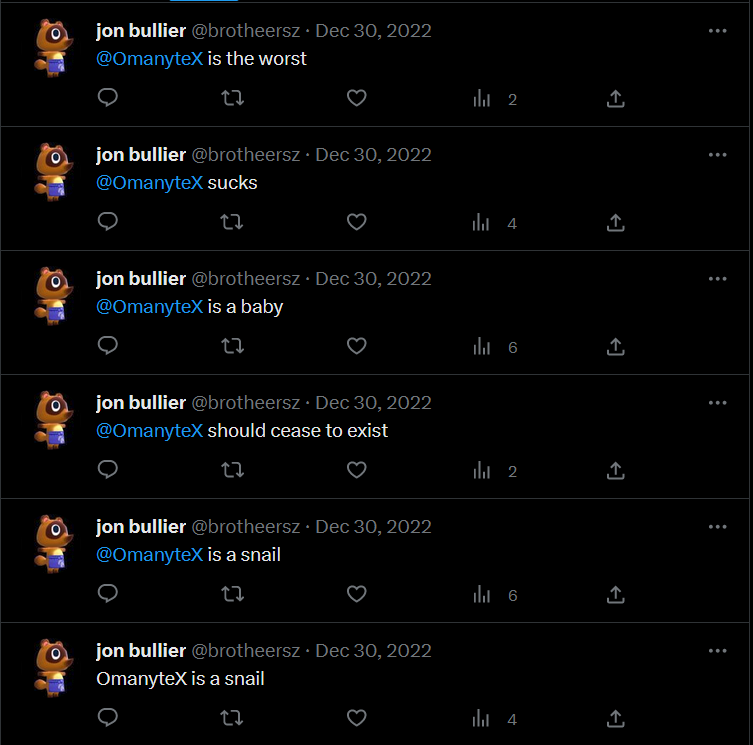 jon bullier @brotheersz · Dec 30, 2022
@OmanyteX is the worst
2
jon bullier @brotheersz · Dec 30, 2022
@OmanyteX sucks
4
jon bullier @brotheersz · Dec 30, 2022
@OmanyteX is a baby
6
jon bullier @brotheersz · Dec 30, 2022
@OmanyteX should cease to exist
2
jon bullier @brotheersz · Dec 30, 2022
@OmanyteX is a snail
6
jon bullier @brotheersz · Dec 30, 2022
OmanyteX is a snail
4